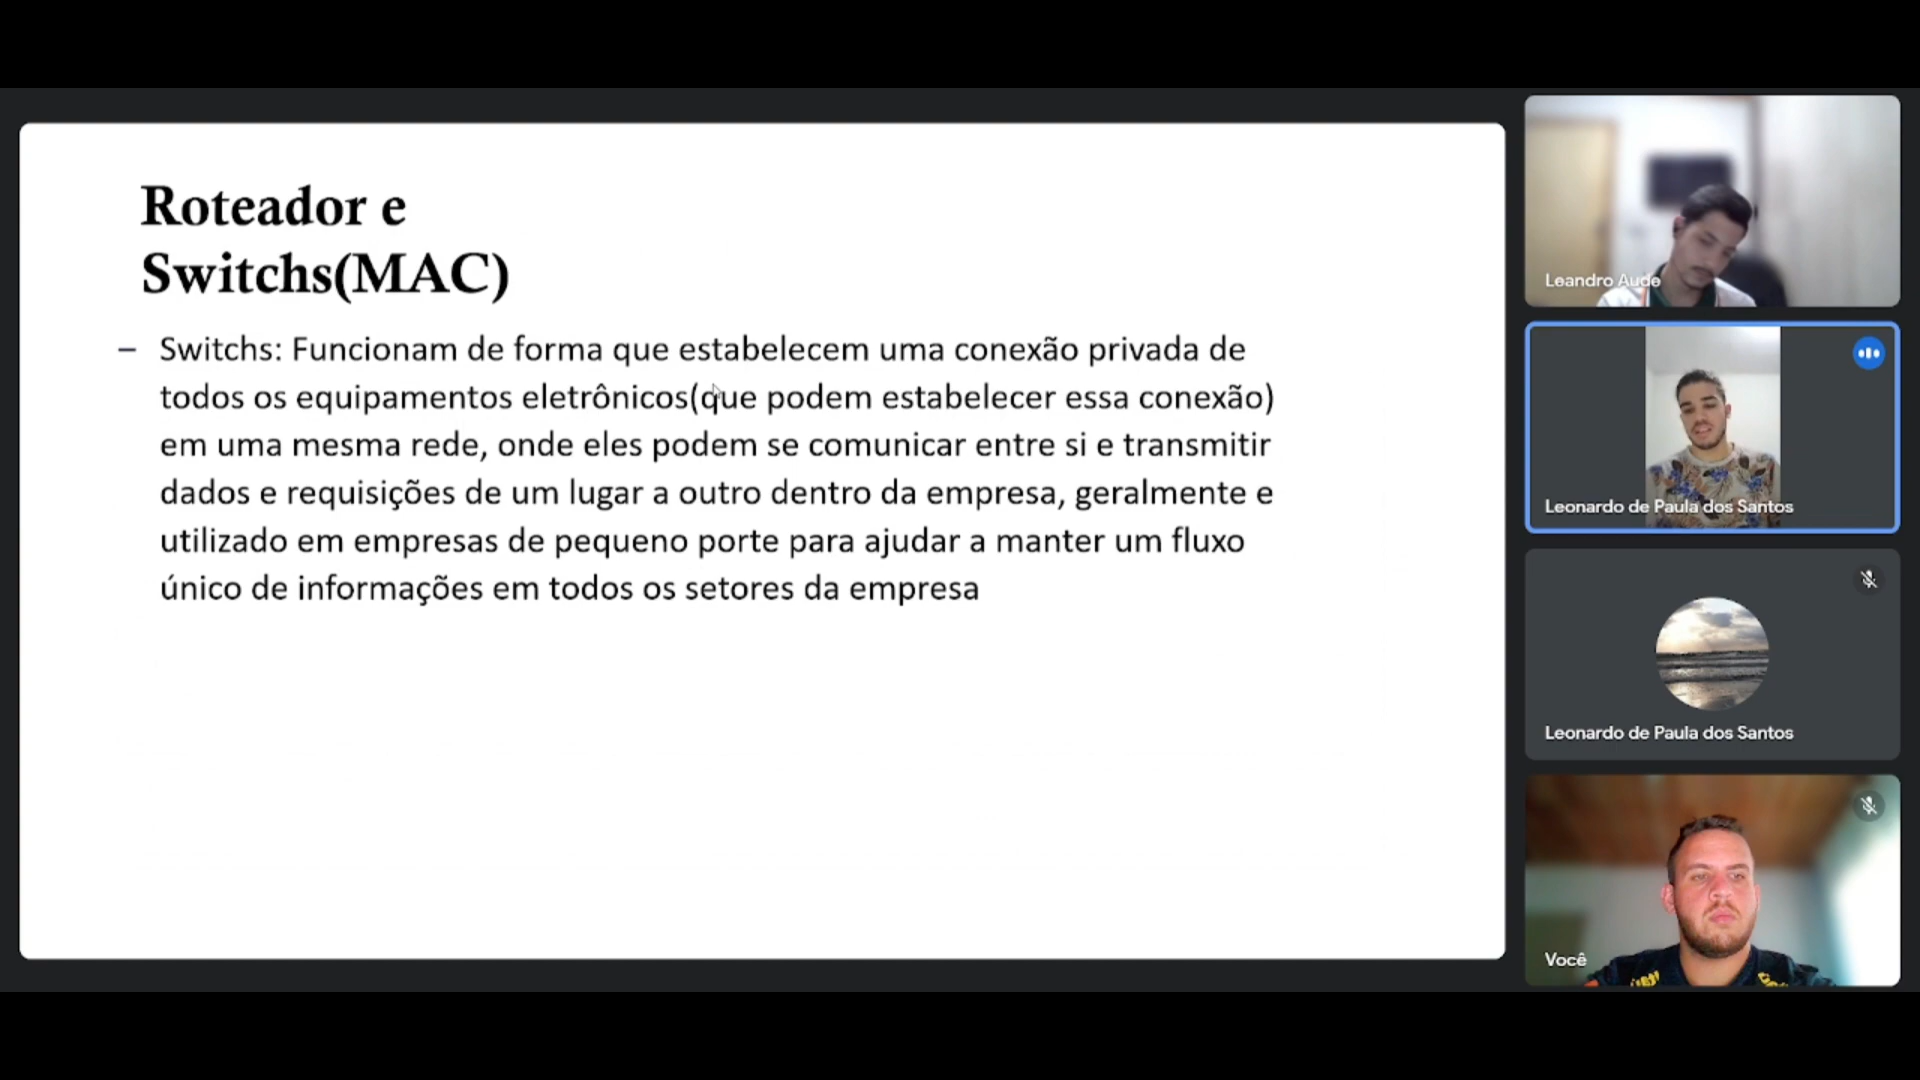 Roteador e
Switchs(MAC)
– Switchs: Funcionam de forma que estabelecem uma conexão privada de
todos os equipamentos eletrônicos(que podem estabelecer essa conexão)
em uma mesma rede, onde eles podem se comunicar entre si e transmitir
dados e requisições de um lugar a outro dentro da empresa, geralmente e
utilizado em empresas de pequeno porte para ajudar a manter um fluxo
único de informações em todos os setores da empresa
Leandro Aude
Leonardo de Paula dos Santos
Leonardo de Paula dos Santos
Você